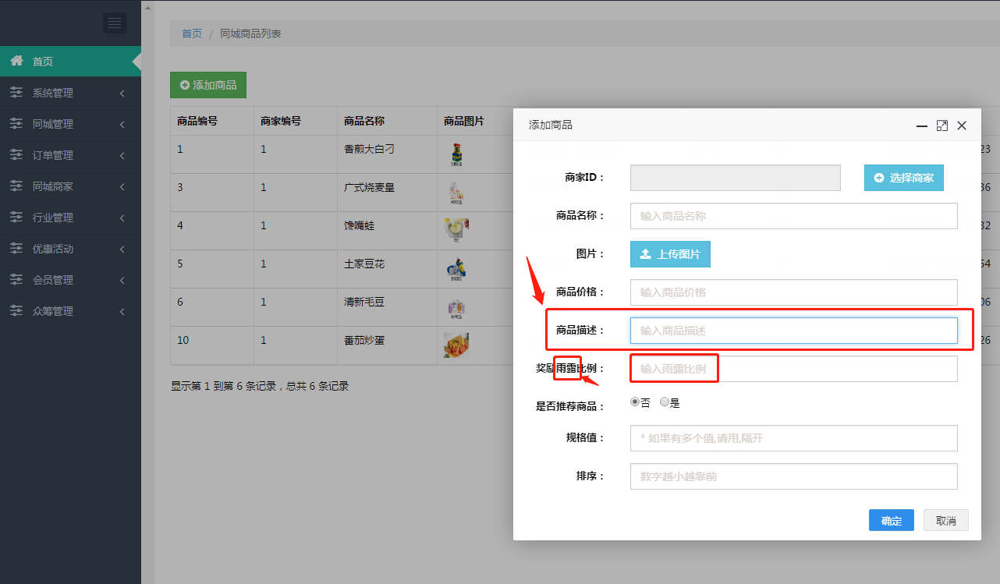 首页 / 同城商品列表
首页
系统管理
同城管理
订单管理
同城商家
行业管理
优惠活动
会员管理
众筹管理
添加商品
商品编号 商家编号 商品名称 商品图片
1 1 香煎大白刁 23
3 1 广式烧麦皇 36
4 1 馋嘴蛙 32
5 1 土家豆花 54
6 1 清新毛豆 06
10 1 番茄炒蛋 26
显示第 1 到第 6 条记录，总共 6 条记录
添加商品
商家ID： 选择商家
商品名称： 输入商品名称
图片： 上传图片
商品价格： 输入商品价格
商品描述： 输入商品描述
奖励雨露比例： 输入雨露比例
是否推荐商品： 否 是
规格值： * 如果有多个值,请用,隔开
排序： 数字越小越靠前
确定 取消